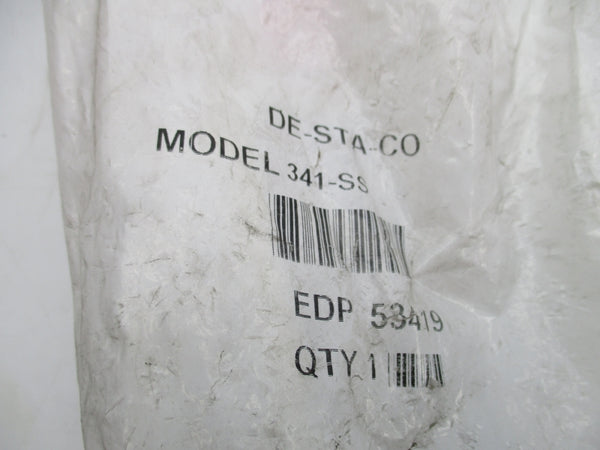 DE-STA-CO
MODEL 341-SS
EDP 53419
QTY 1